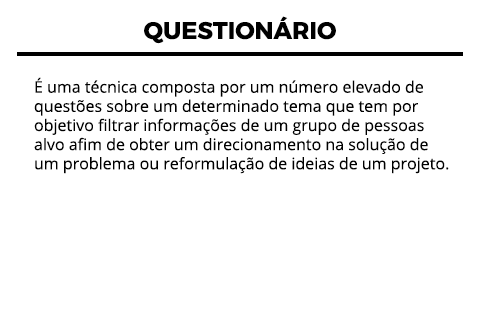 QUESTIONÁRIO
É uma técnica composta por um número elevado de
questões sobre um determinado tema que tem por
objetivo filtrar informações de um grupo de pessoas
alvo afim de obter um direcionamento na solução de
um problema ou reformulação de ideias de um projeto.